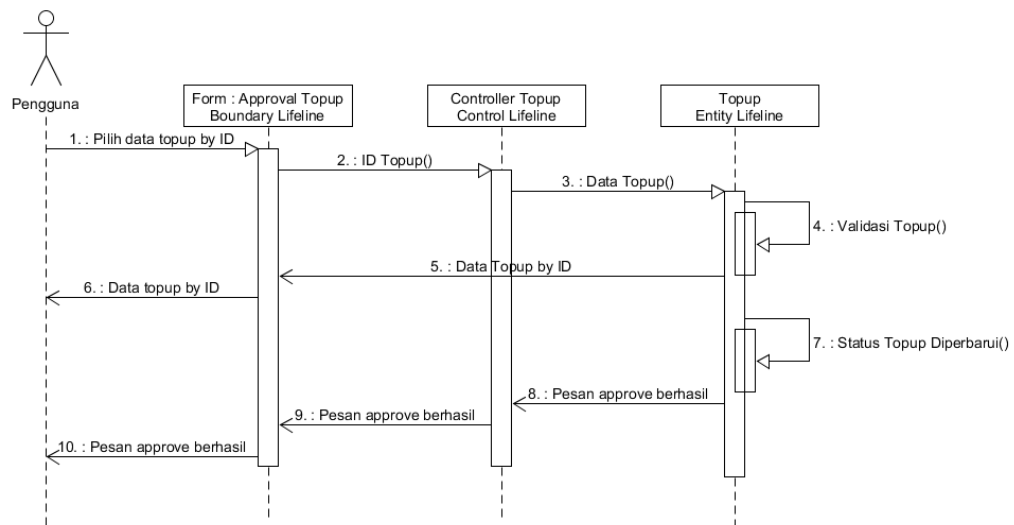 Pengguna
Form : Approval Topup
Boundary Lifeline
Controller Topup
Control Lifeline
Topup
Entity Lifeline
1. : Pilih data topup by ID
2. : ID Topup()
3. : Data Topup()
4. : Validasi Topup()
5. : Data Topup by ID
6. : Data topup by ID
7. : Status Topup Diperbarui()
8. : Pesan approve berhasil
9. : Pesan approve berhasil
10. : Pesan approve berhasil